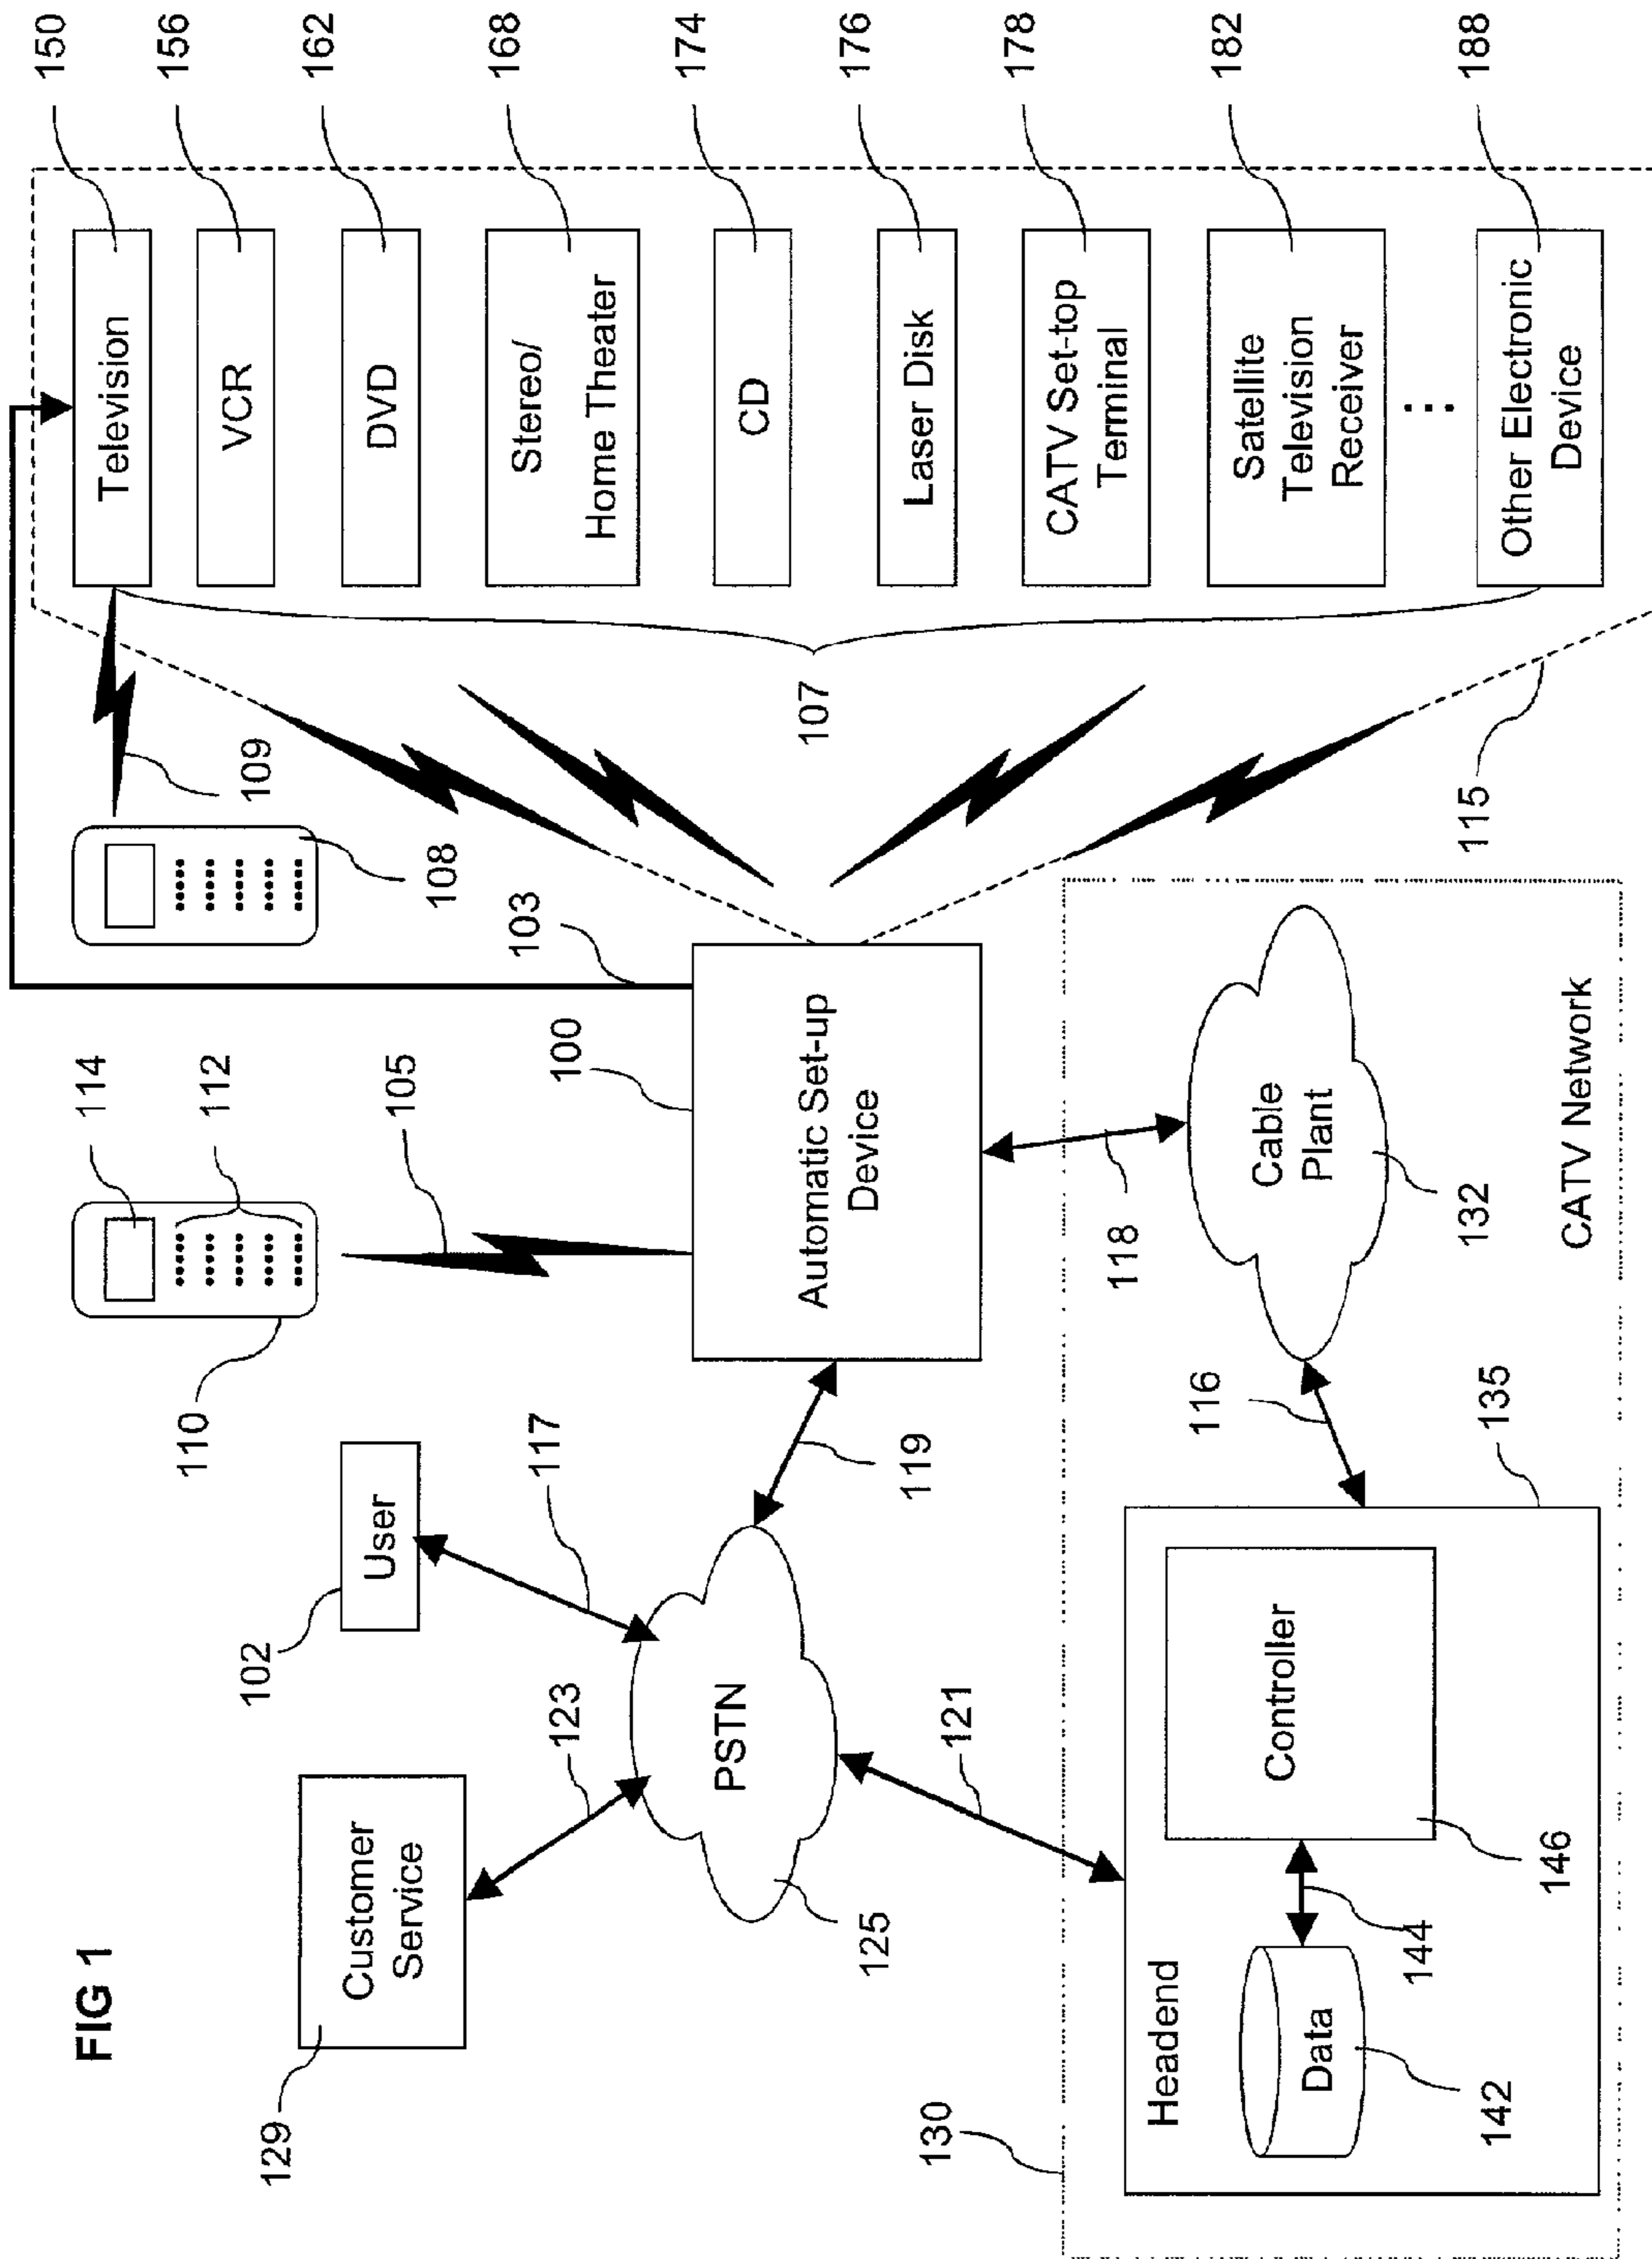 FIG 1
129
Customer
Service
123
102
User
117
110
114
112
105
100
103
108
109
Automatic Set-up
Device
119
PSTN
125
121
118
107
115
150
Television
156
VCR
162
DVD
168
Stereo/
Home Theater
174
CD
176
Laser Disk
178
CATV Set-top
Terminal
182
Satellite
Television
Receiver
188
Other Electronic
Device
130
Headend
Data
142
144
Controller
146
116
135
Cable
Plant
132
CATV Network